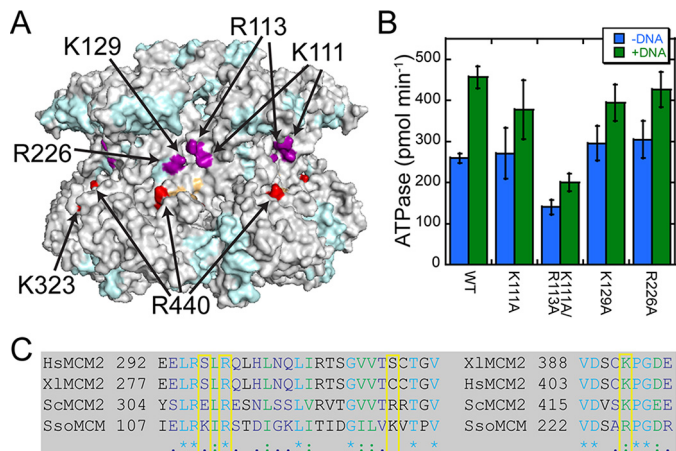 A
K129
R113
K111
R226
K323
R440
B
-DNA
+DNA
ATPase (pmol min⁻¹)
500
400
300
200
100
0
WT
K111A
K111A/
R113A
K129A
R226A
C
HsMCM2 292 EELRSLRQLHLNQLIRTSGVVTSCTGV XlMCM2 388 VDSCKPGDE
XlMCM2 277 EELRSLRQLHLNQLIRTSGVVTCCTGV HsMCM2 403 VDSCKPGDE
ScMCM2 304 YSLRELRESNLSSLVRVTGVVTRRTGV ScMCM2 415 VDVSKPGEE
SsoMCM 107 IELRKIRSTDIGKLITIDGILVKVTPV SsoMCM 222 VDSARPGDR